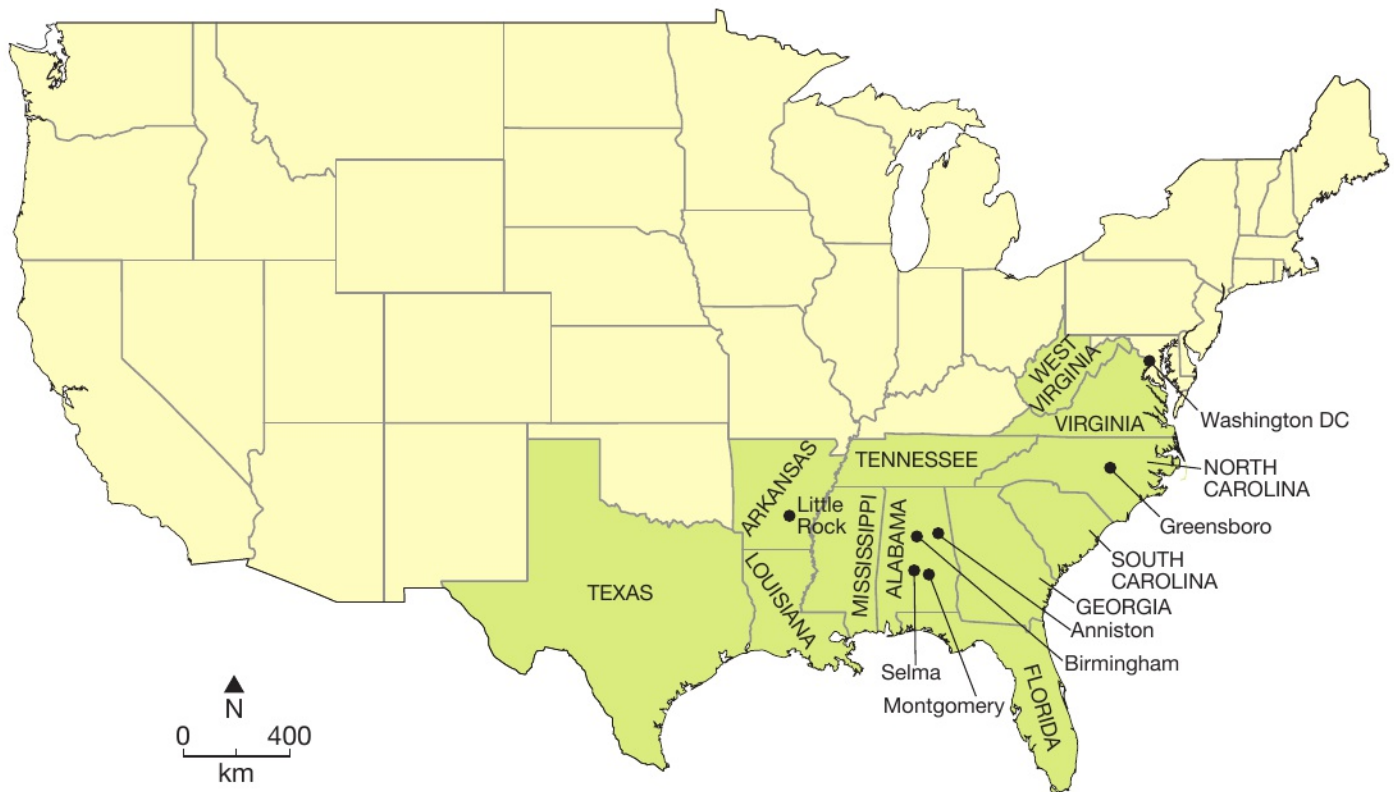 WEST
VIRGINIA
Washington DC
VIRGINIA
TENNESSEE
NORTH
CAROLINA
ARKANSAS
Little
Rock
Greensboro
MISSISSIPPI
ALABAMA
SOUTH
CAROLINA
TEXAS
LOUISIANA
GEORGIA
Anniston
Birmingham
Selma
Montgomery
FLORIDA
N
0 400
km